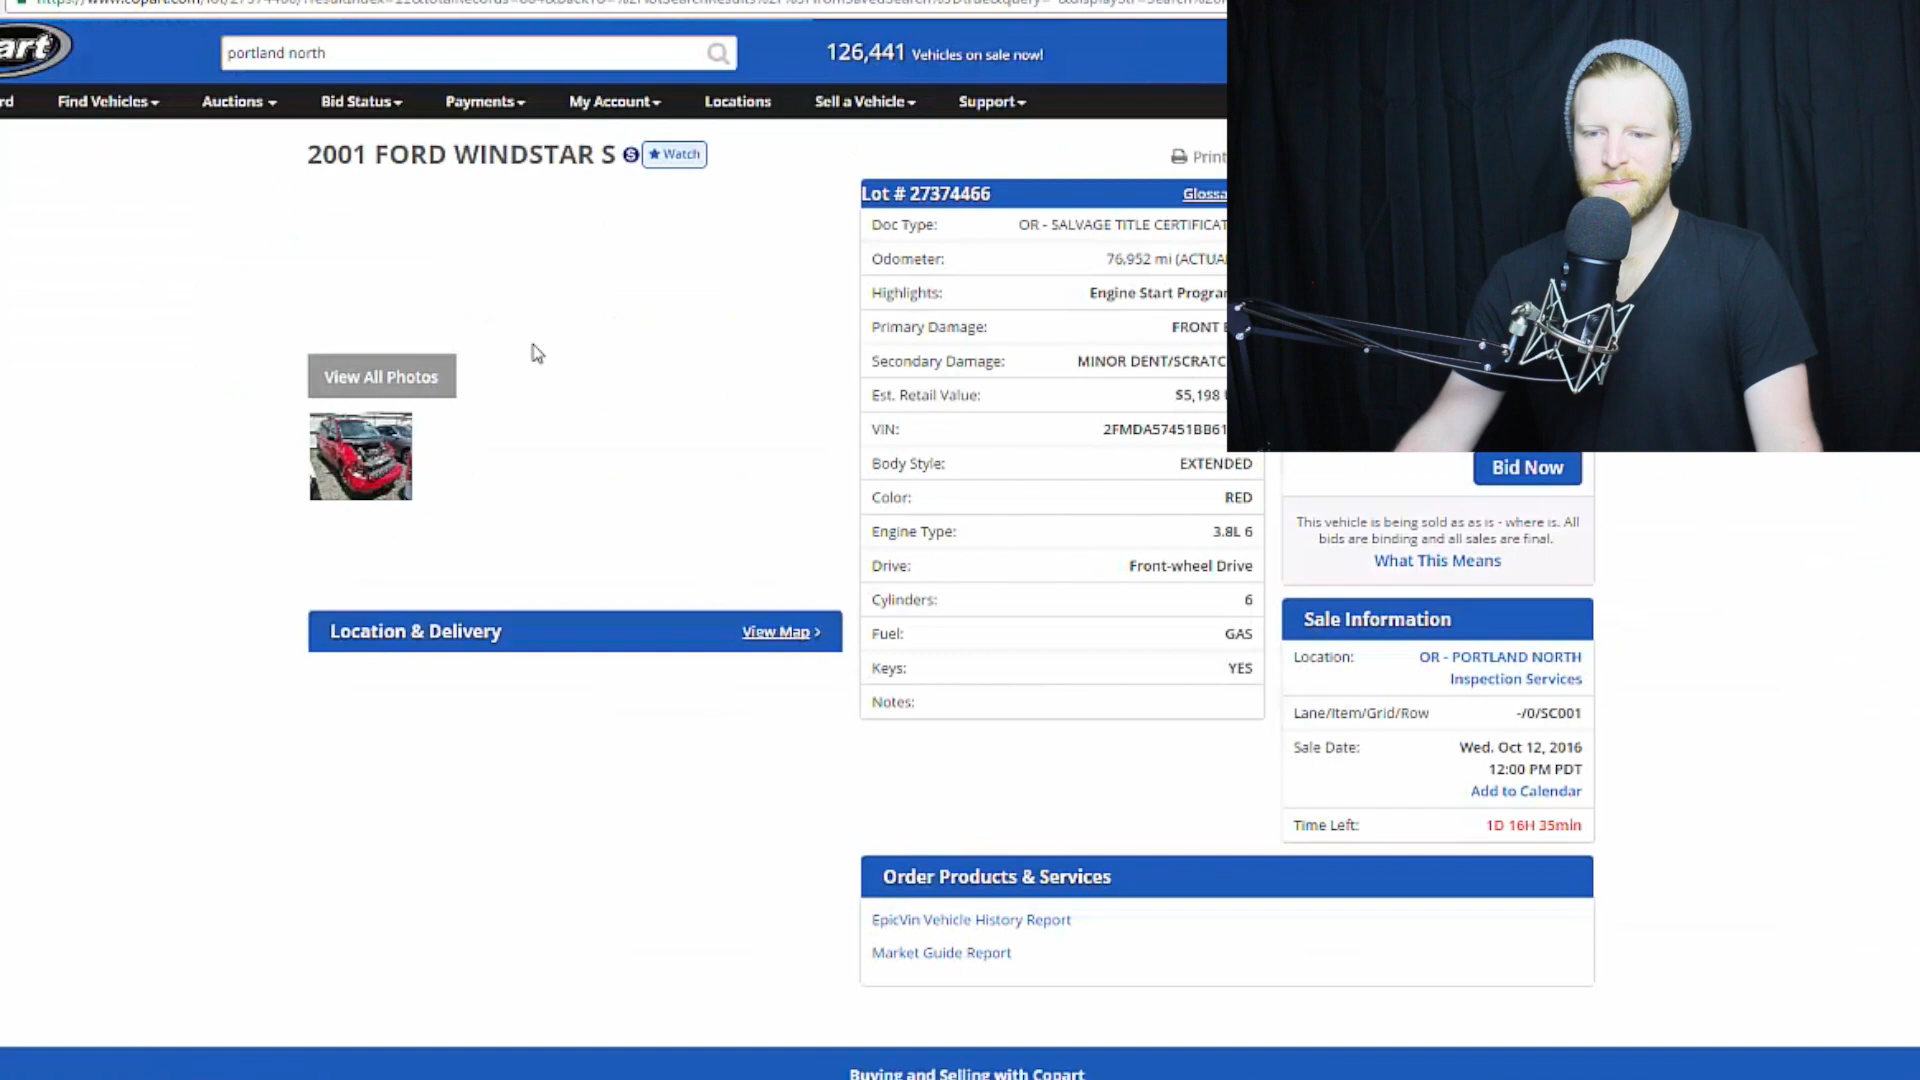 art
portland north
126,441 Vehicles on sale now!
Find Vehicles
Auctions
Bid Status
Payments
My Account
Locations
Sell a Vehicle
Support
2001 FORD WINDSTAR S
S
Watch
Print
Lot # 27374466
Glossa
Doc Type: OR - SALVAGE TITLE CERTIFICAT
Odometer: 76,952 mi (ACTUA
Highlights: Engine Start Program
Primary Damage: FRONT E
Secondary Damage: MINOR DENT/SCRATC
Est. Retail Value: $5,198
VIN: 2FMDA57451BB61
Body Style: EXTENDED
Color: RED
Engine Type: 3.8L 6
Drive: Front-wheel Drive
Cylinders: 6
Fuel: GAS
Keys: YES
Notes:
View All Photos
Location & Delivery
View Map >
Bid Now
This vehicle is being sold as as is - where is. All
bids are binding and all sales are final.
What This Means
Sale Information
Location: OR - PORTLAND NORTH
Inspection Services
Lane/Item/Grid/Row -/0/SC001
Sale Date: Wed. Oct 12, 2016
12:00 PM PDT
Add to Calendar
Time Left: 1D 16H 35min
Order Products & Services
EpicVin Vehicle History Report
Market Guide Report
Buying and Selling with Copart